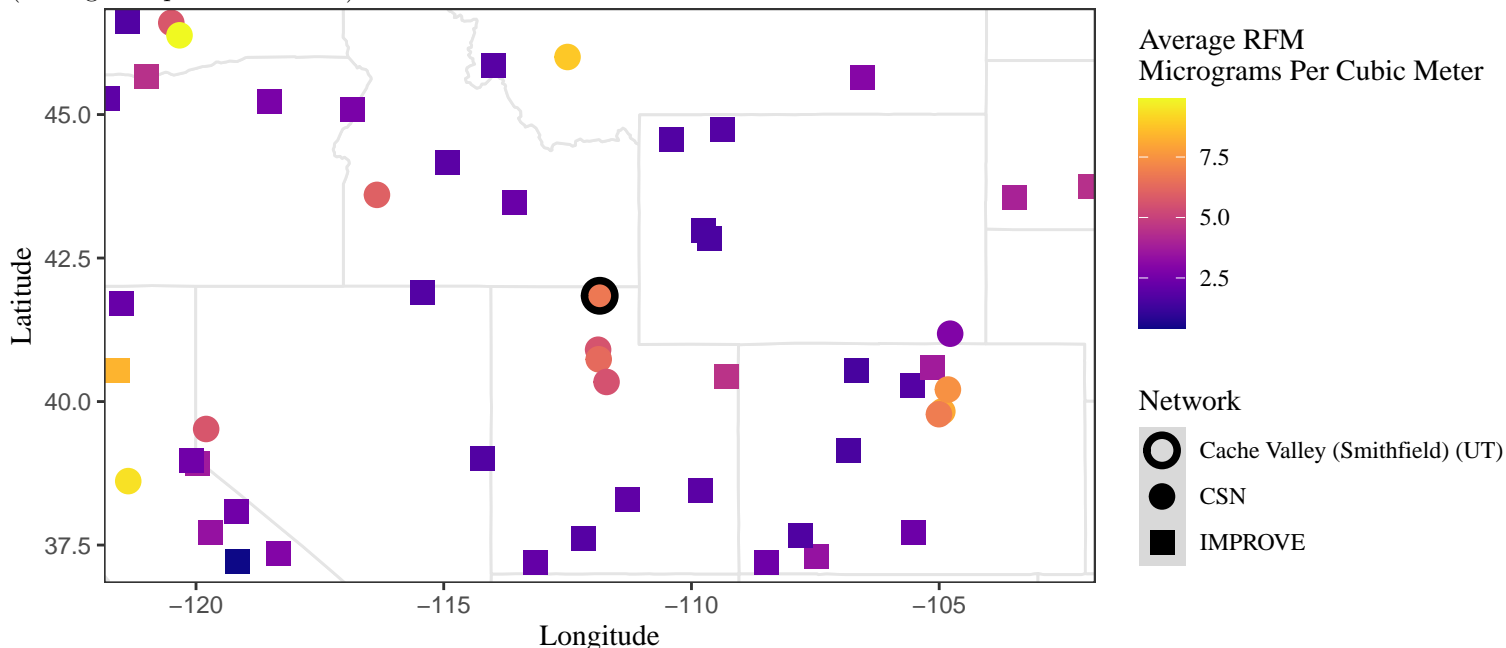 Average RFM
Micrograms Per Cubic Meter
7.5
5.0
2.5
Network
Cache Valley (Smithfield) (UT)
CSN
IMPROVE
Latitude
45.0
42.5
40.0
37.5
−120
−115
−110
−105
Longitude